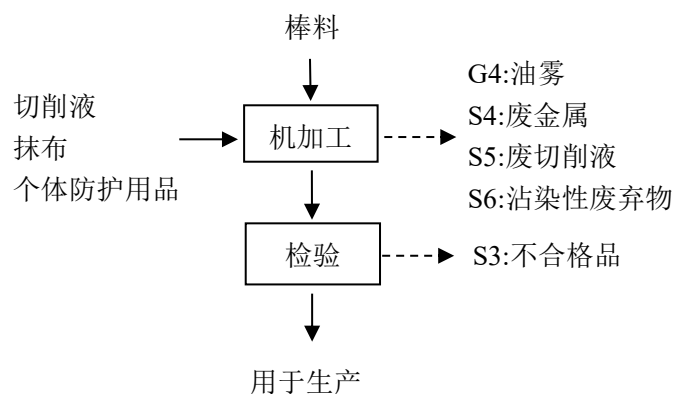 棒料
切削液
抹布
个体防护用品
机加工
G4:油雾
S4:废金属
S5:废切削液
S6:沾染性废弃物
检验
S3:不合格品
用于生产